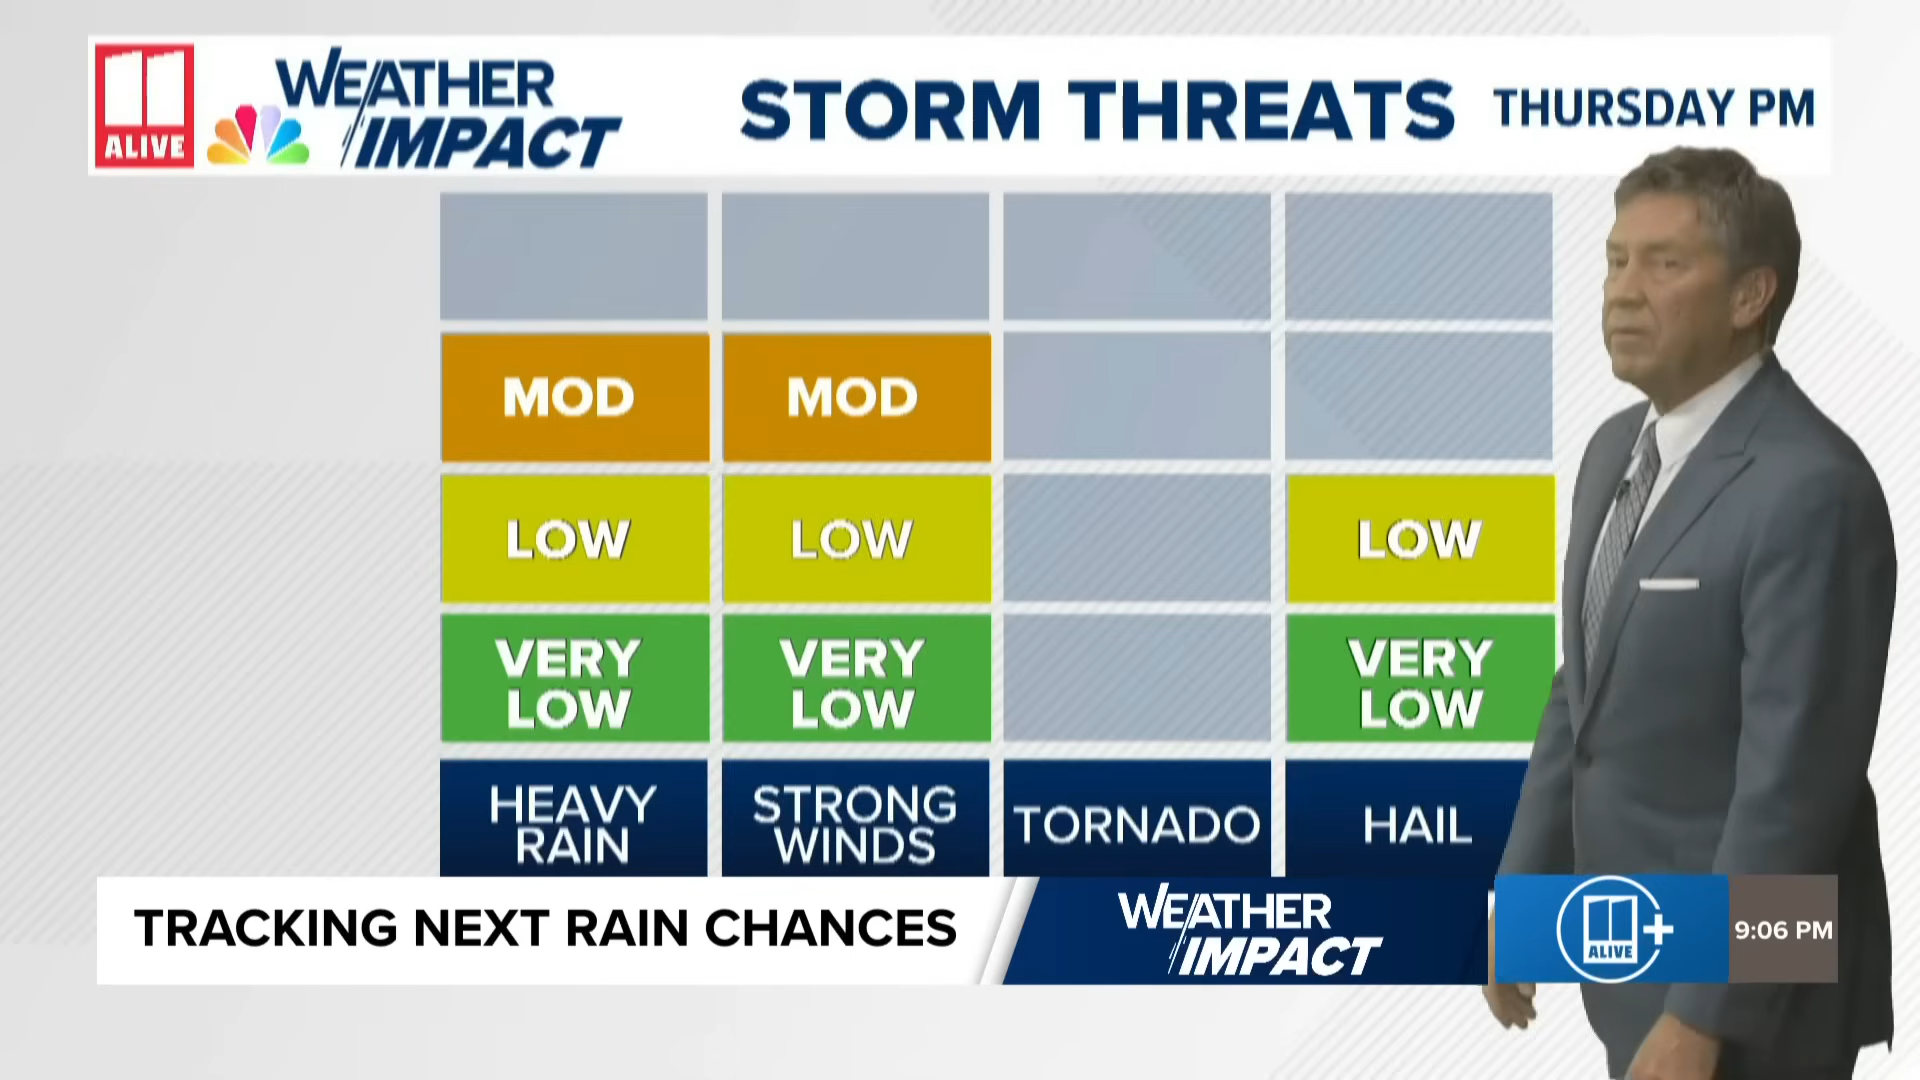 11
ALIVE
WEATHER
IMPACT
STORM THREATS THURSDAY PM
MOD MOD
LOW LOW LOW
VERY LOW VERY LOW VERY LOW
HEAVY RAIN STRONG WINDS TORNADO HAIL
TRACKING NEXT RAIN CHANCES
WEATHER
IMPACT
11
ALIVE +
9:06 PM